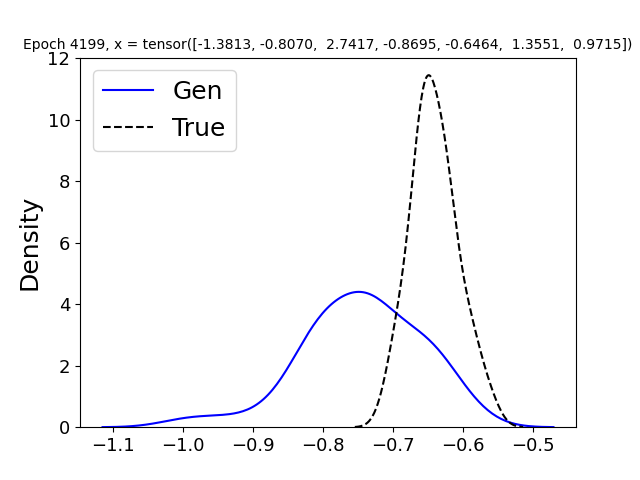 Epoch 4199, x = tensor([-1.3813, -0.8070,  2.7417, -0.8695, -0.6464,  1.3551,  0.9715])
12
10
8
6
4
2
0
Density
Gen
True
−1.1 −1.0 −0.9 −0.8 −0.7 −0.6 −0.5